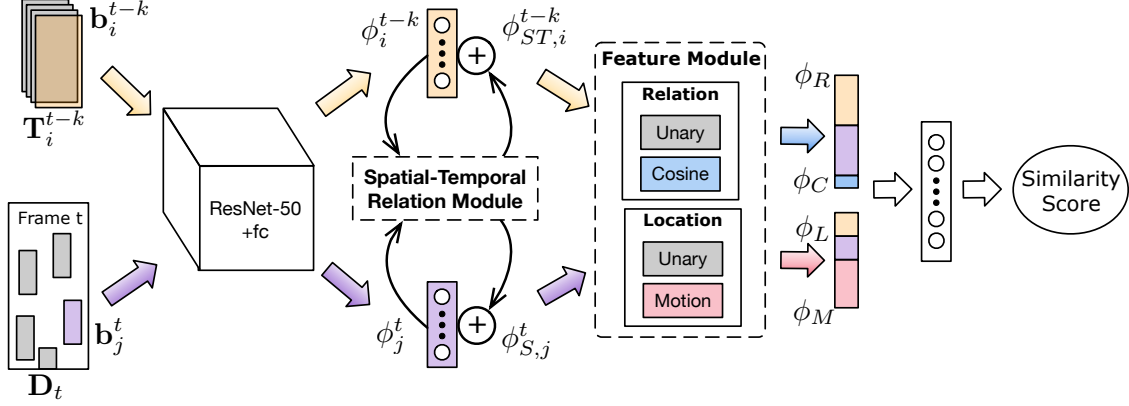 b_i^{t-k}
T_i^{t-k}
Frame t
b_j^t
D_t
ResNet-50
+fc
ϕ_i^{t-k}
+
ϕ_{ST,i}^{t-k}
Spatial-Temporal
Relation Module
ϕ_j^t
+
ϕ_{S,j}^t
Feature Module
Relation
Unary
Cosine
Location
Unary
Motion
ϕ_R
ϕ_C
ϕ_L
ϕ_M
Similarity
Score